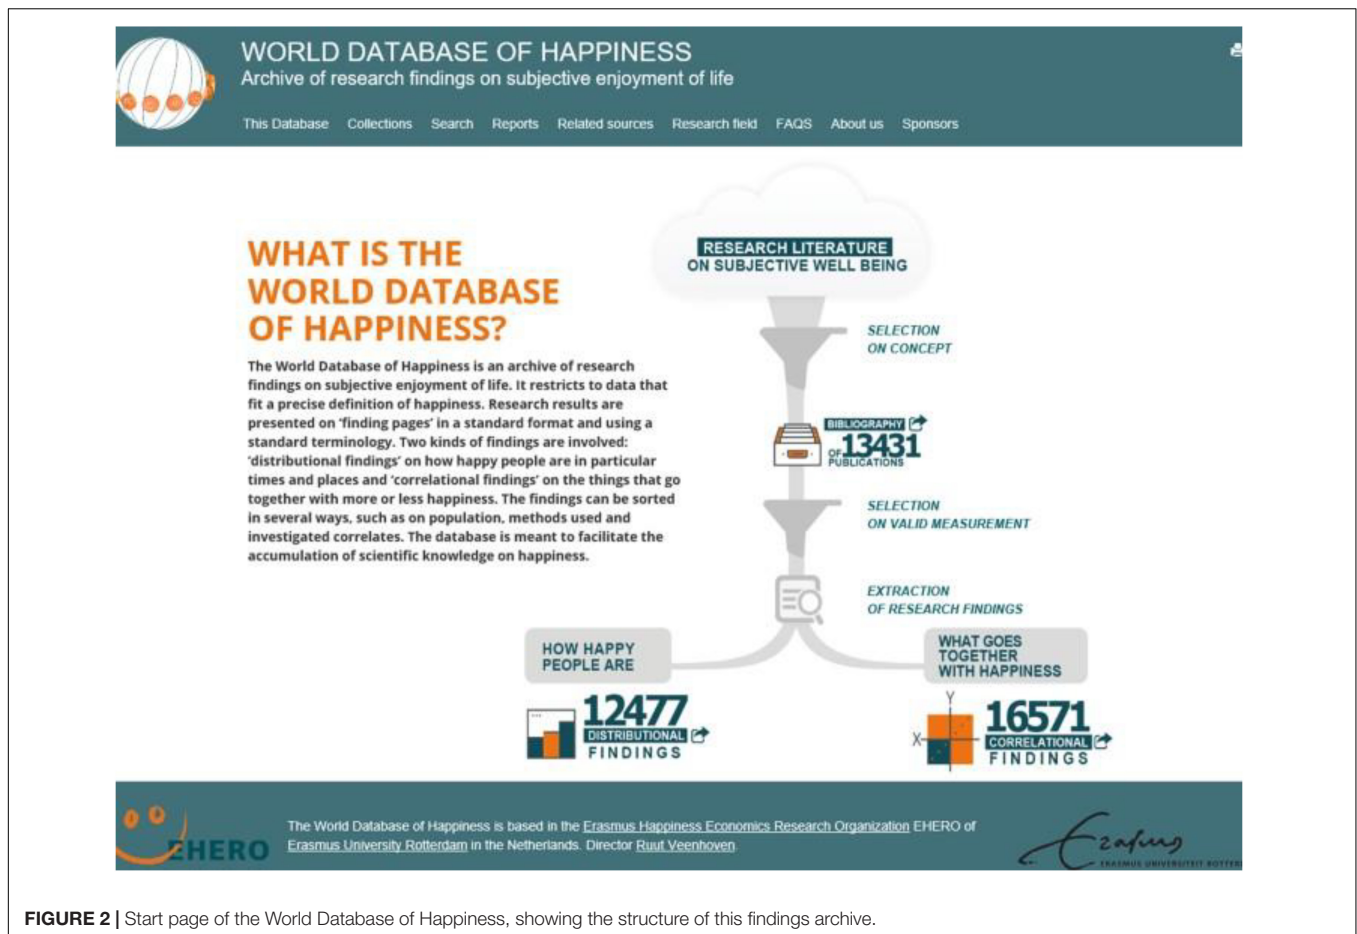 WORLD DATABASE OF HAPPINESS
Archive of research findings on subjective enjoyment of life
This Database Collections Search Reports Related sources Research field FAQS About us Sponsors
WHAT IS THE
WORLD DATABASE
OF HAPPINESS?
The World Database of Happiness is an archive of research
findings on subjective enjoyment of life. It restricts to data that
fit a precise definition of happiness. Research results are
presented on ‘finding pages’ in a standard format and using a
standard terminology. Two kinds of findings are involved:
‘distributional findings’ on how happy people are in particular
times and places and ‘correlational findings’ on the things that go
together with more or less happiness. The findings can be sorted
in several ways, such as on population, methods used and
investigated correlates. The database is meant to facilitate the
accumulation of scientific knowledge on happiness.
RESEARCH LITERATURE
ON SUBJECTIVE WELL BEING
SELECTION
ON CONCEPT
BIBLIOGRAPHY
OF 13431
PUBLICATIONS
SELECTION
ON VALID MEASUREMENT
EXTRACTION
OF RESEARCH FINDINGS
HOW HAPPY
PEOPLE ARE
12477
DISTRIBUTIONAL
FINDINGS
WHAT GOES
TOGETHER
WITH HAPPINESS
Y
X
16571
CORRELATIONAL
FINDINGS
EHERO
The World Database of Happiness is based in the Erasmus Happiness Economics Research Organization EHERO of
Erasmus University Rotterdam in the Netherlands. Director Ruut Veenhoven.
Erasmus
ERASMUS UNIVERSITEIT ROTTER
FIGURE 2 | Start page of the World Database of Happiness, showing the structure of this findings archive.